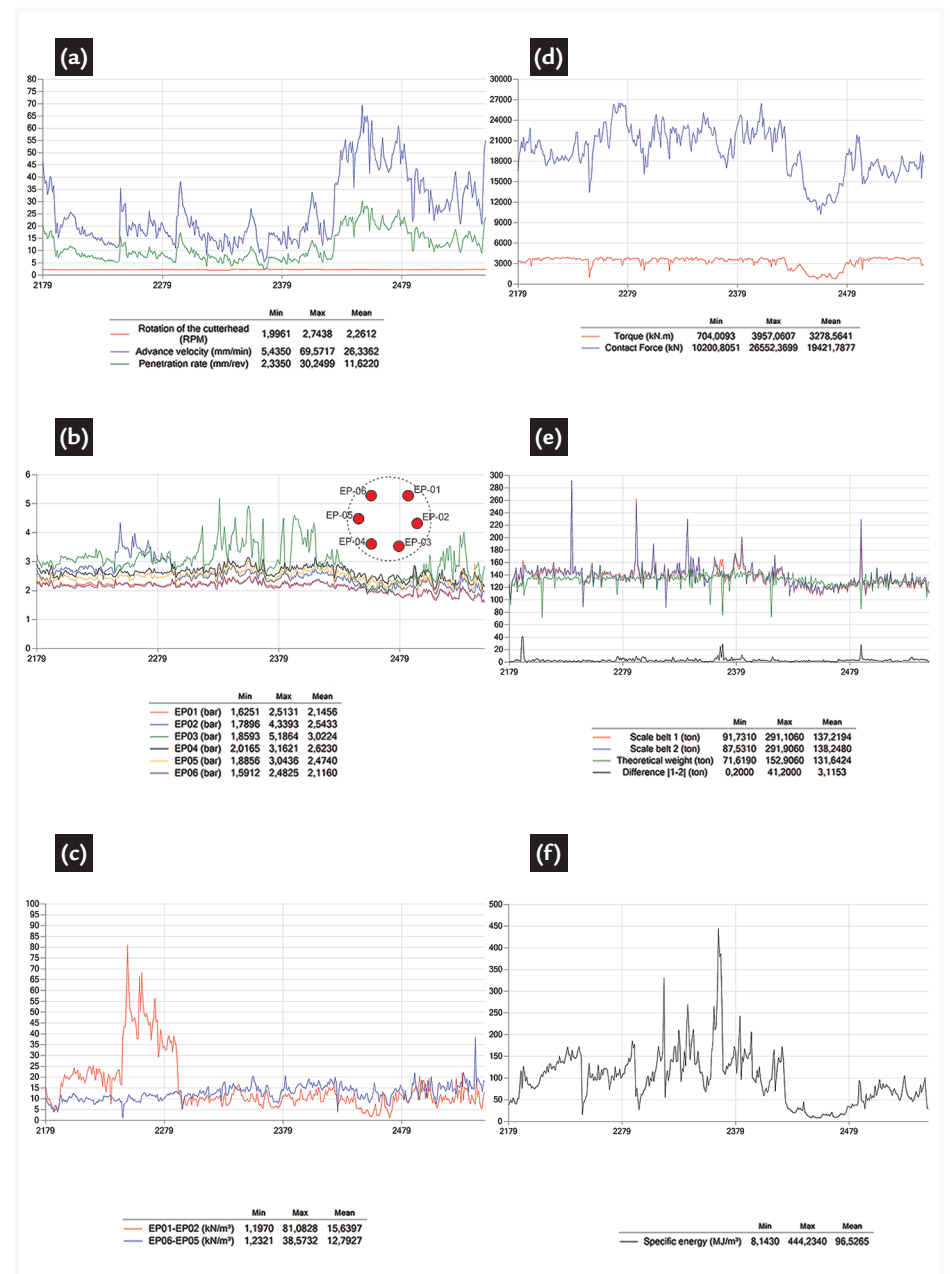 (a)
80
70
65
60
55
50
45
40
35
30
25
20
15
10
5
0
2179 2279 2379 2479
Min Max Mean
Rotation of the cutterhead (RPM) 1,9961 2,7438 2,2612
Advance velocity (mm/min) 5,4350 69,5717 26,3362
Penetration rate (mm/rev) 2,3350 30,2499 11,6220
(d)
30000
27000
24000
21000
18000
15000
12000
9000
6000
3000
0
2179 2279 2379 2479
Min Max Mean
Torque (kN.m) 704,0093 3957,0607 3278,5641
Contact Force (kN) 10200,8051 26552,3699 19421,7877
(b)
6
5
4
3
2
1
0
2179 2279 2379 2479
EP-06 EP-01
EP-05 EP-02
EP-04 EP-03
Min Max Mean
EP01 (bar) 1,6251 2,5131 2,1456
EP02 (bar) 1,7896 4,3393 2,5433
EP03 (bar) 1,8593 5,1864 3,0224
EP04 (bar) 2,0165 3,1621 2,6230
EP05 (bar) 1,8856 3,0436 2,4740
EP06 (bar) 1,5912 2,4825 2,1160
(e)
300
280
260
240
220
200
180
160
140
120
100
80
60
40
20
0
2179 2279 2379 2479
Min Max Mean
Scale belt 1 (ton) 91,7310 291,1060 137,2194
Scale belt 2 (ton) 87,5310 291,9060 138,2480
Theoretical weight (ton) 71,6190 152,9060 131,6424
Difference |1-2| (ton) 0,2000 41,2000 3,1153
(c)
100
95
90
85
80
75
70
65
60
55
50
45
40
35
30
25
20
15
10
5
0
2179 2279 2379 2479
Min Max Mean
EP01-EP02 (kN/m³) 1,1970 81,0828 15,6397
EP06-EP05 (kN/m³) 1,2321 38,5732 12,7927
(f)
500
450
400
350
300
250
200
150
100
50
0
2179 2279 2379 2479
Min Max Mean
Specific energy (MJ/m³) 8,1430 444,2340 96,5265